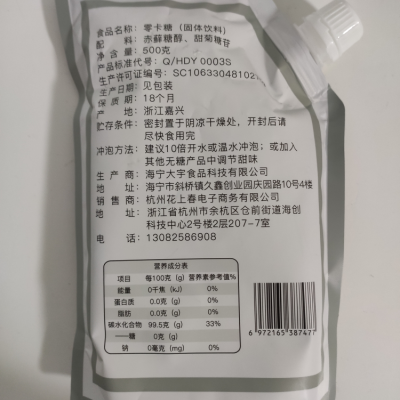 食品名称：零卡糖（固体饮料）
配　　料：赤藓糖醇、甜菊糖苷
净 含 量：500克
产品标准代号：Q/HDY 0003S
生产许可证编号：SC10633048102
生产日期：见包装
保 质 期：18个月
产　　地：浙江嘉兴
贮存条件：密封置于阴凉干燥处，开封后请
尽快食用完
冲泡方法：建议10倍开水或温水冲泡；或加入
其他无糖产品中调节甜味
生 产 商：海宁大宇食品科技有限公司
海宁市斜桥镇久鑫创业园庆园路10号4楼
销 售 商：杭州花上春电子商务有限公司
浙江省杭州市余杭区仓前街道海创
科技中心2号楼2层207-7室
电　　话：13082586908
营养成分表
项目 每100克(g) 营养素参考值%
能量 0千焦(kJ) 0%
蛋白质 0.0克(g) 0%
脂肪 0.0克(g) 0%
碳水化合物 99.5克(g) 33%
——糖 0克(g)
钠 0毫克(mg) 0%
6 972165 387477